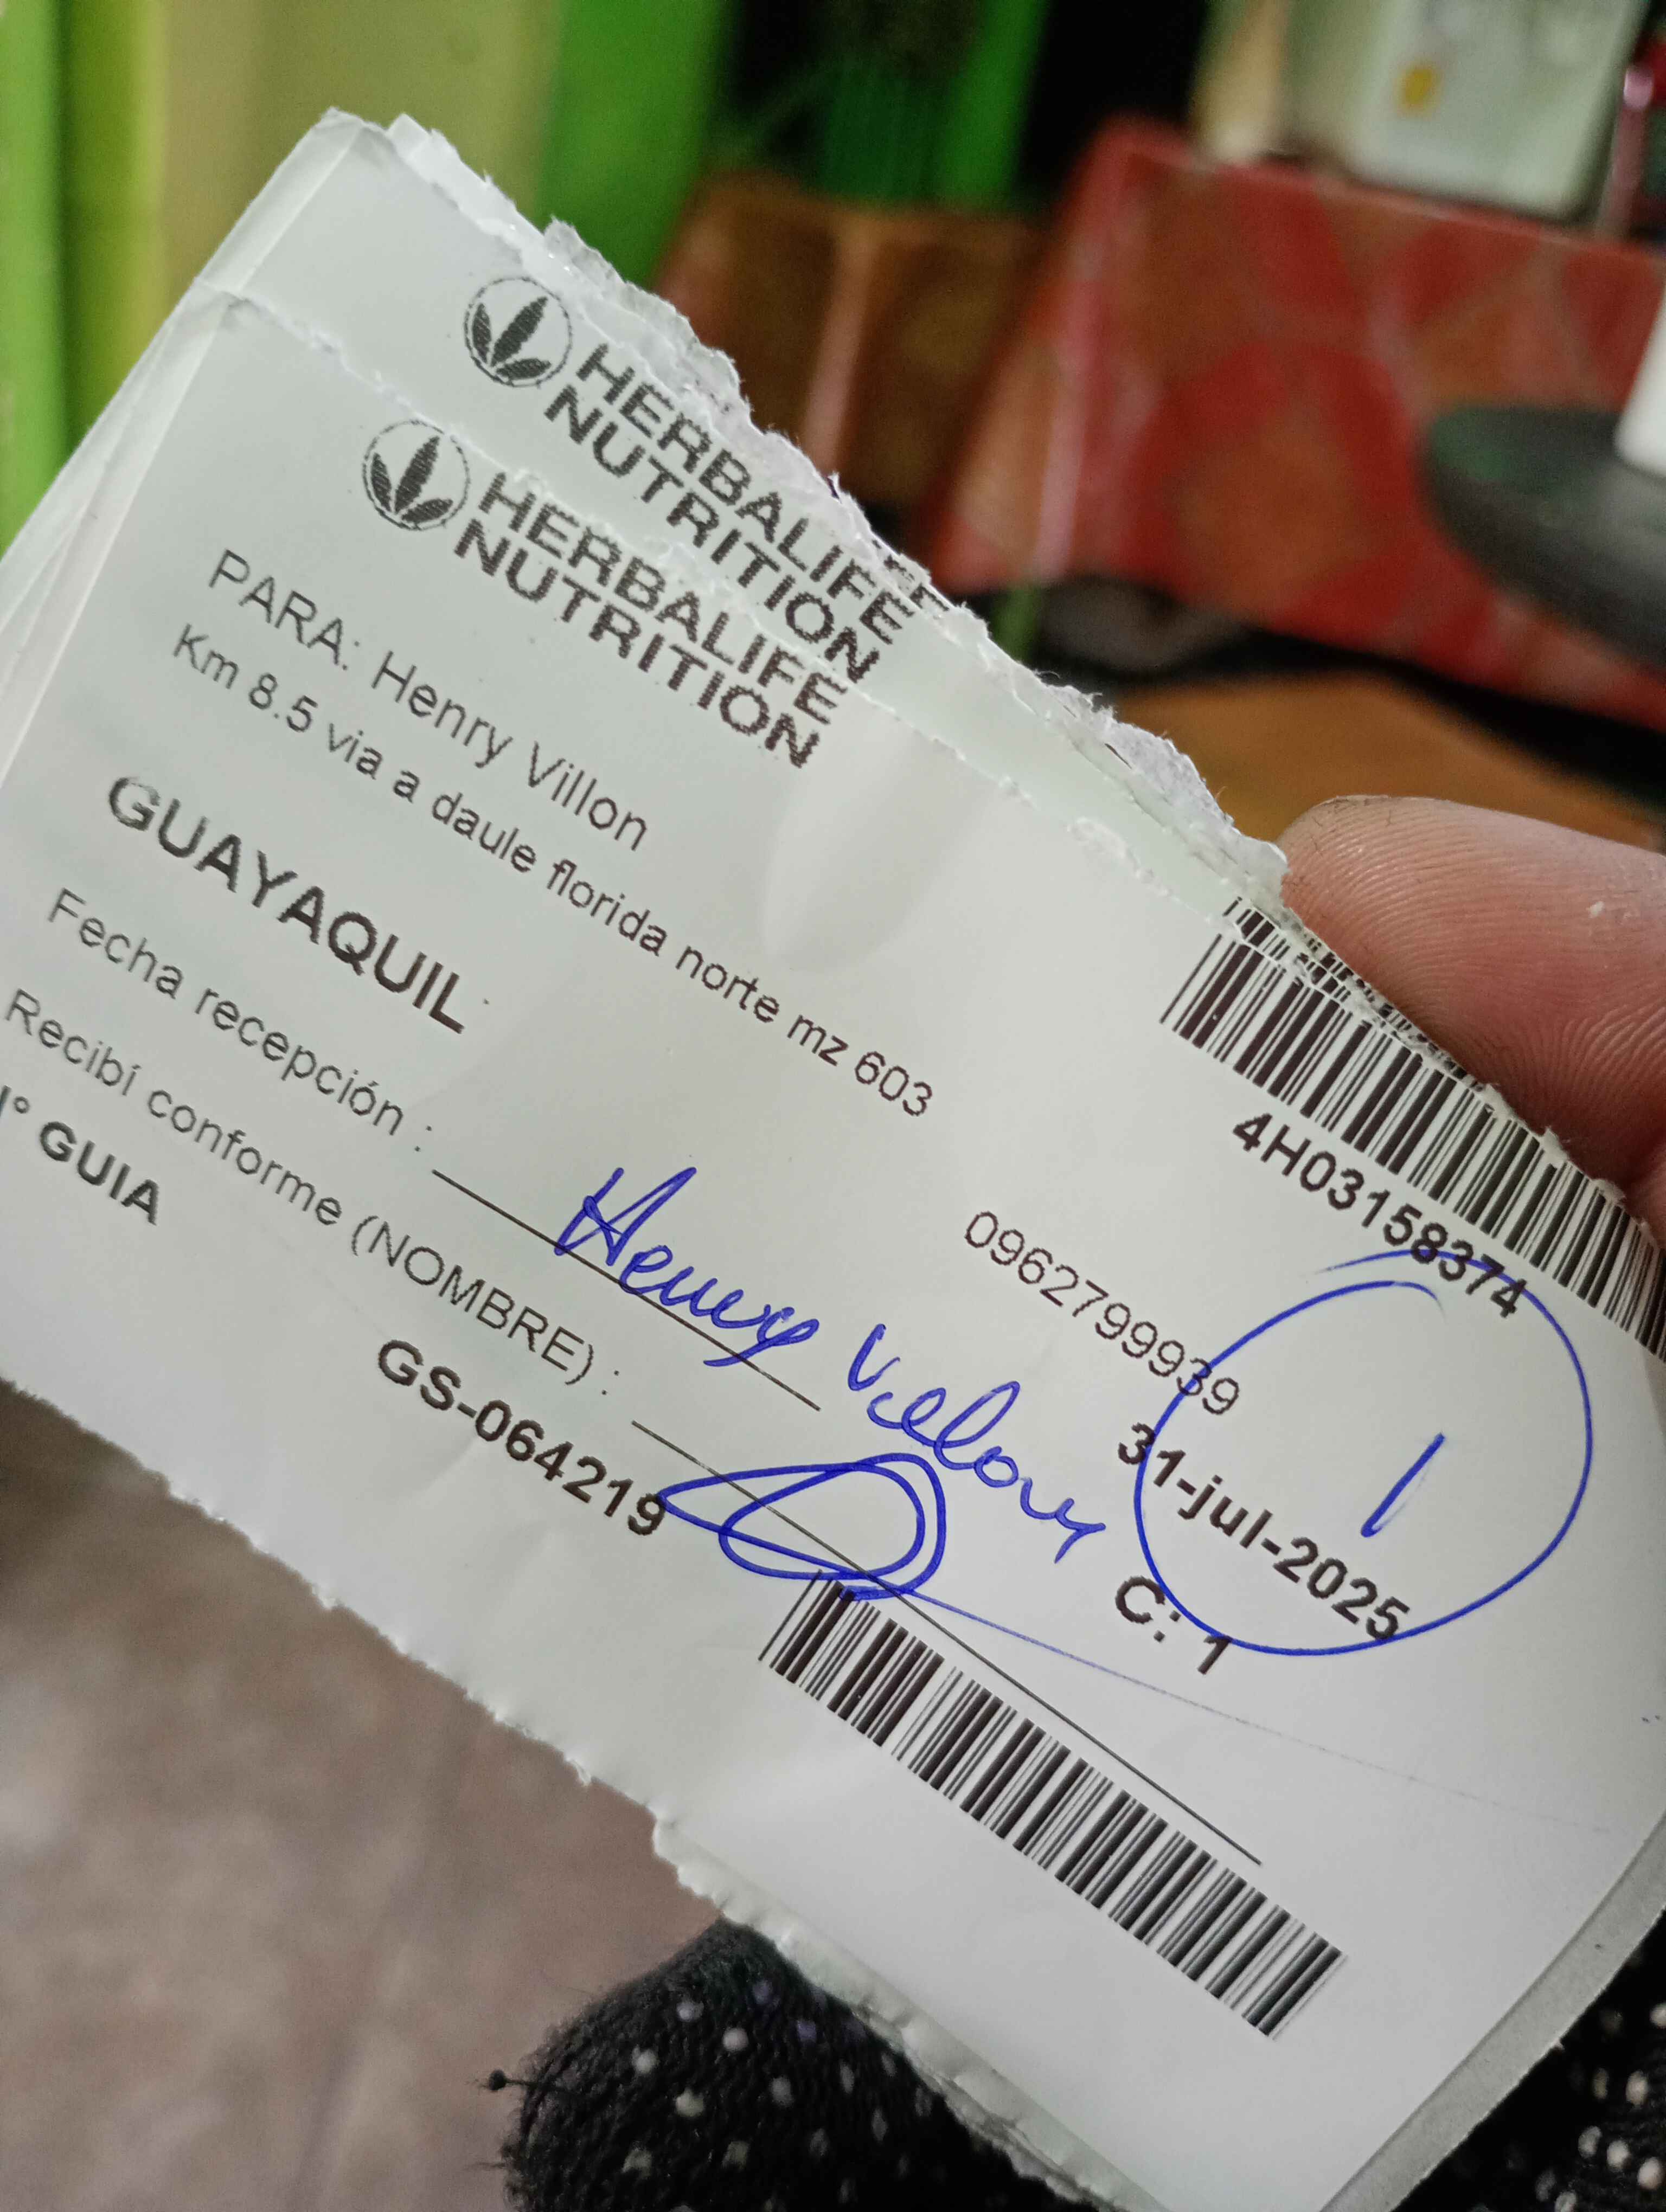 HERBALIFE
NUTRITION
HERBALIFE
NUTRITION
PARA: Henry Villon
Km 8.5 via a daule florida norte mz 603
GUAYAQUIL
4H03158374
0962799939
Fecha recepción :
31-jul-2025
1
Henry Villon
Recibí conforme (NOMBRE) :
C: 1
° GUIA
GS-064219